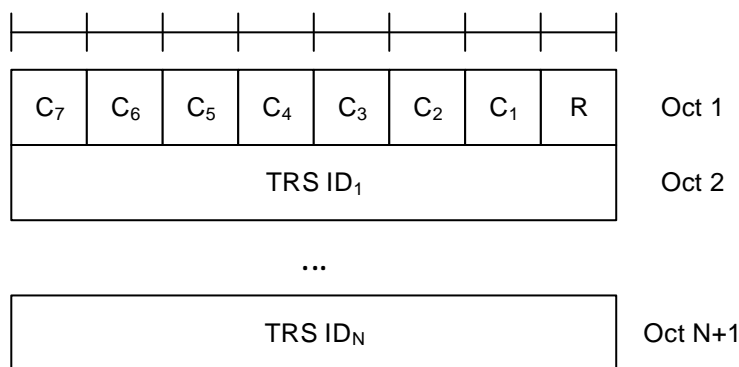 C₇ C₆ C₅ C₄ C₃ C₂ C₁ R Oct 1
TRS ID₁ Oct 2
...
TRS IDₙ Oct N+1